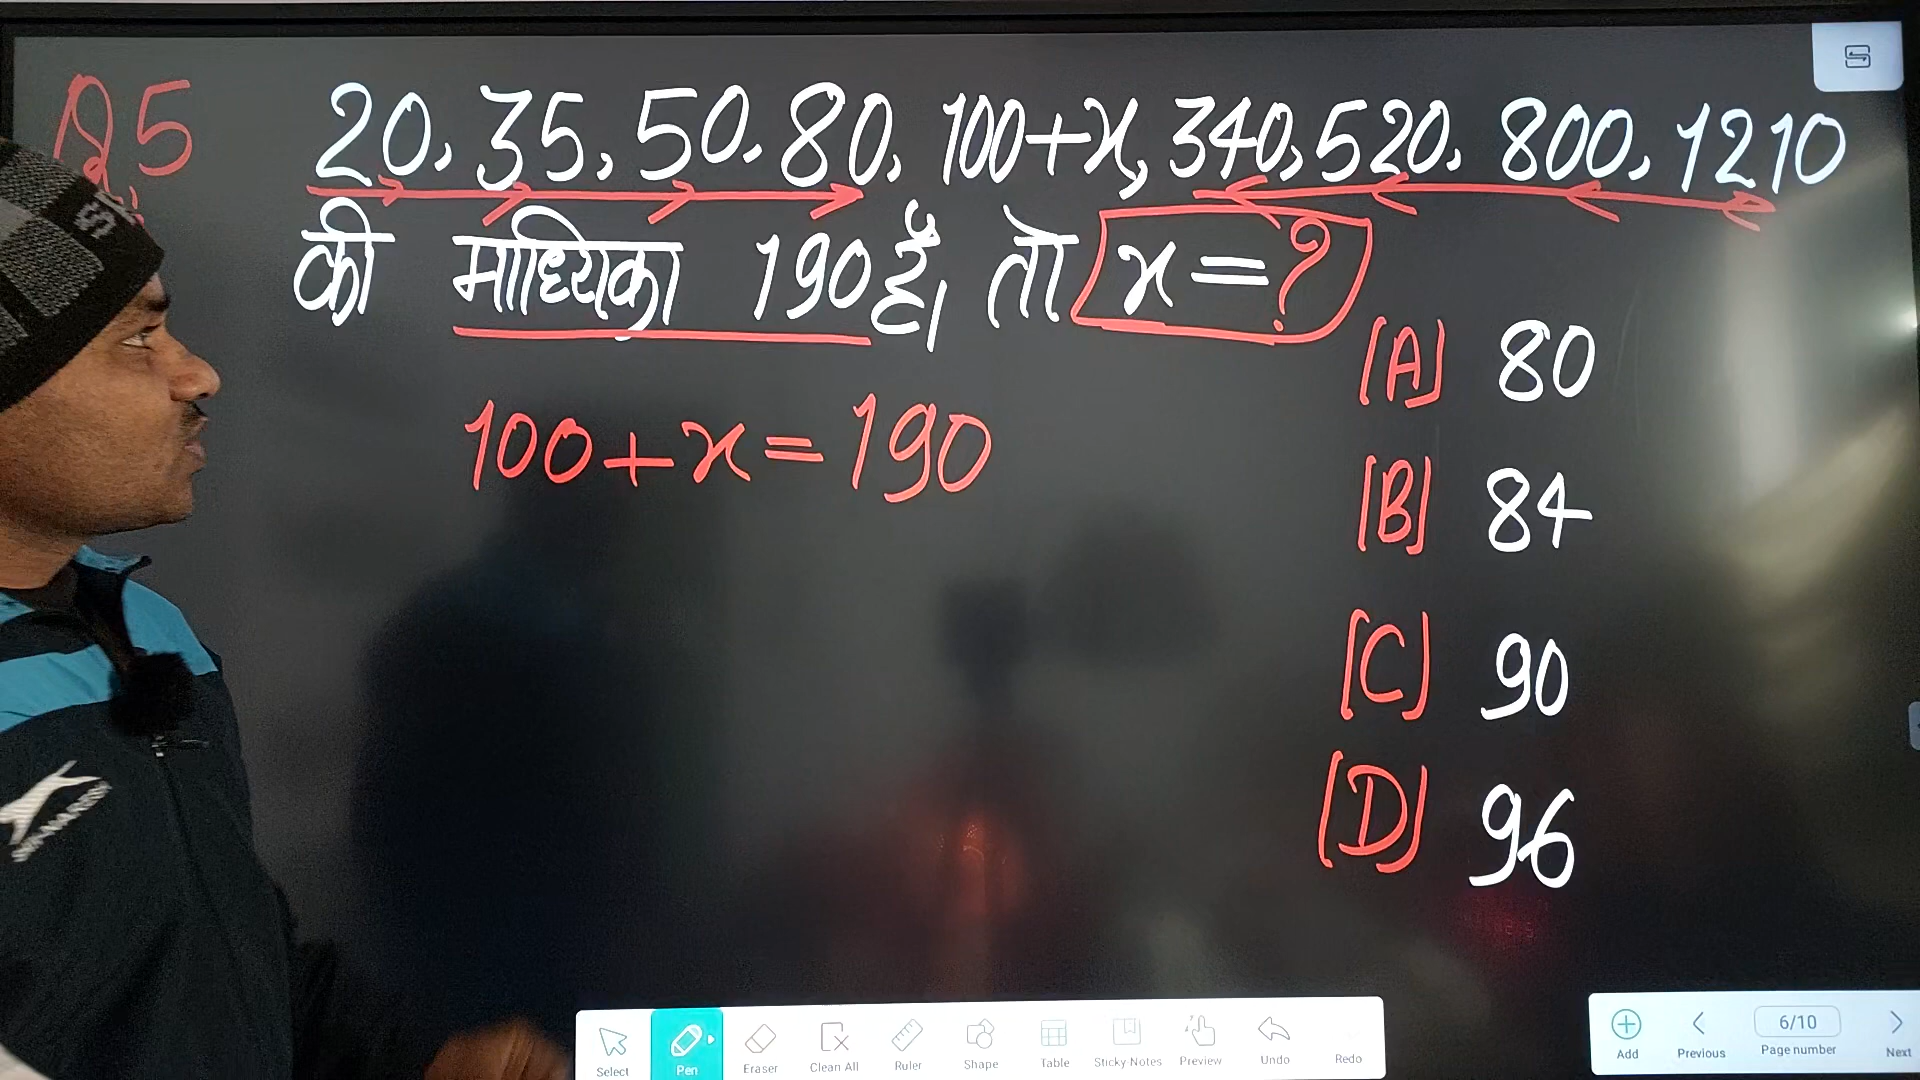 Q5 20, 35, 50, 80, 100+x, 340, 520, 800, 1210
की माध्यिका 190 है, तो x=?
100+x=190
[A] 80
[B] 84
[C] 90
[D] 96
Select Pen Eraser Clean All Ruler Shape Table Sticky Notes Preview Undo Redo
Add Previous 6/10 Page number Next